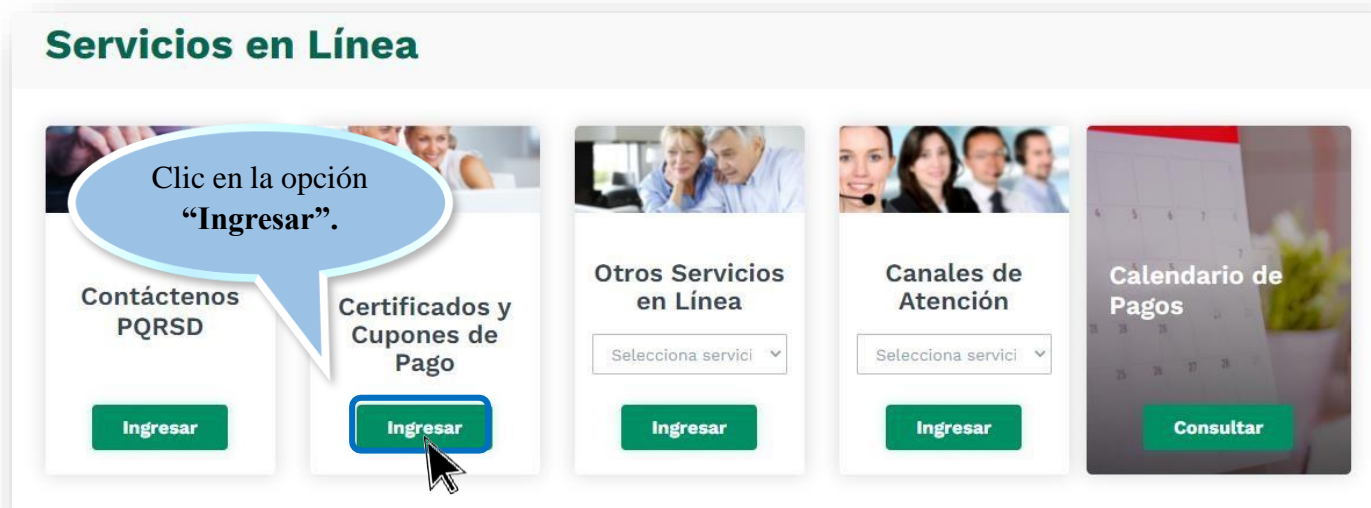 Servicios en Línea
Clic en la opción
“Ingresar”.
Contáctenos
PQRSD
Ingresar
Certificados y
Cupones de
Pago
Ingresar
Otros Servicios
en Línea
Selecciona servici
Ingresar
Canales de
Atención
Selecciona servici
Ingresar
Calendario de
Pagos
Consultar